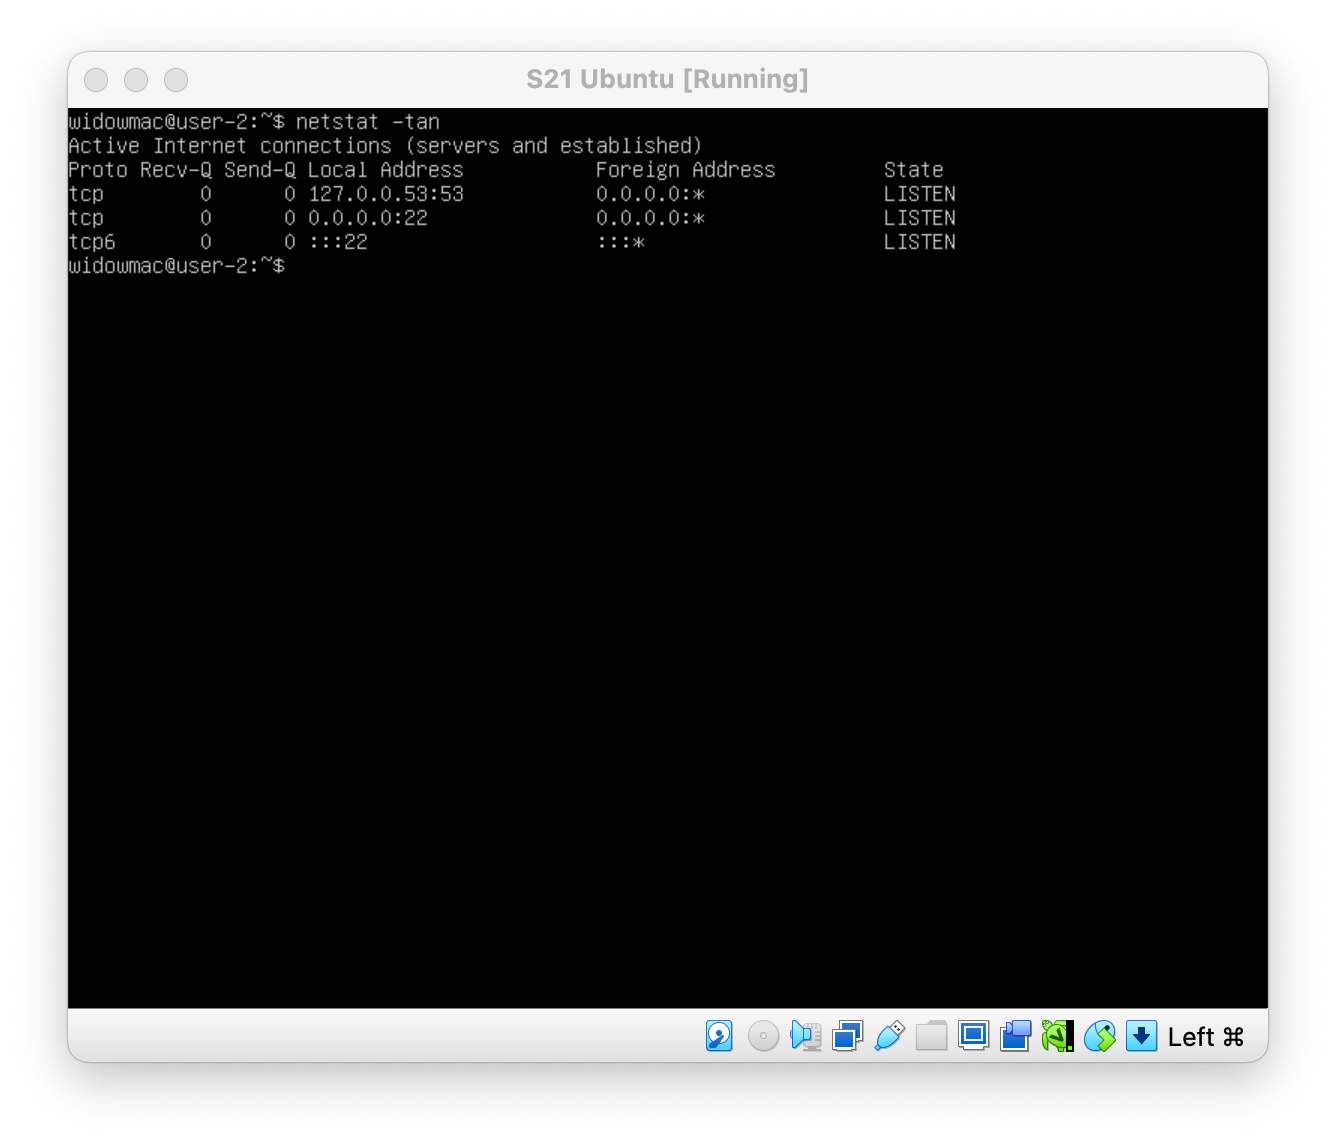 S21 Ubuntu [Running]
widowmac@user-2:~$ netstat -tan
Active Internet connections (servers and established)
Proto Recv-Q Send-Q Local Address           Foreign Address         State
tcp        0      0 127.0.0.53:53           0.0.0.0:*               LISTEN
tcp        0      0 0.0.0.0:22              0.0.0.0:*               LISTEN
tcp6       0      0 :::22                   :::*                    LISTEN
widowmac@user-2:~$
Left ⌘